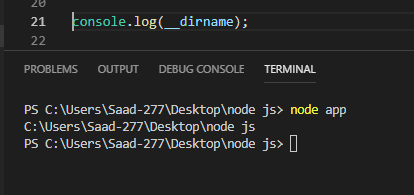 20
21 console.log(__dirname);
22
PROBLEMS OUTPUT DEBUG CONSOLE TERMINAL
PS C:\Users\Saad-277\Desktop\node js> node app
C:\Users\Saad-277\Desktop\node js
PS C:\Users\Saad-277\Desktop\node js>